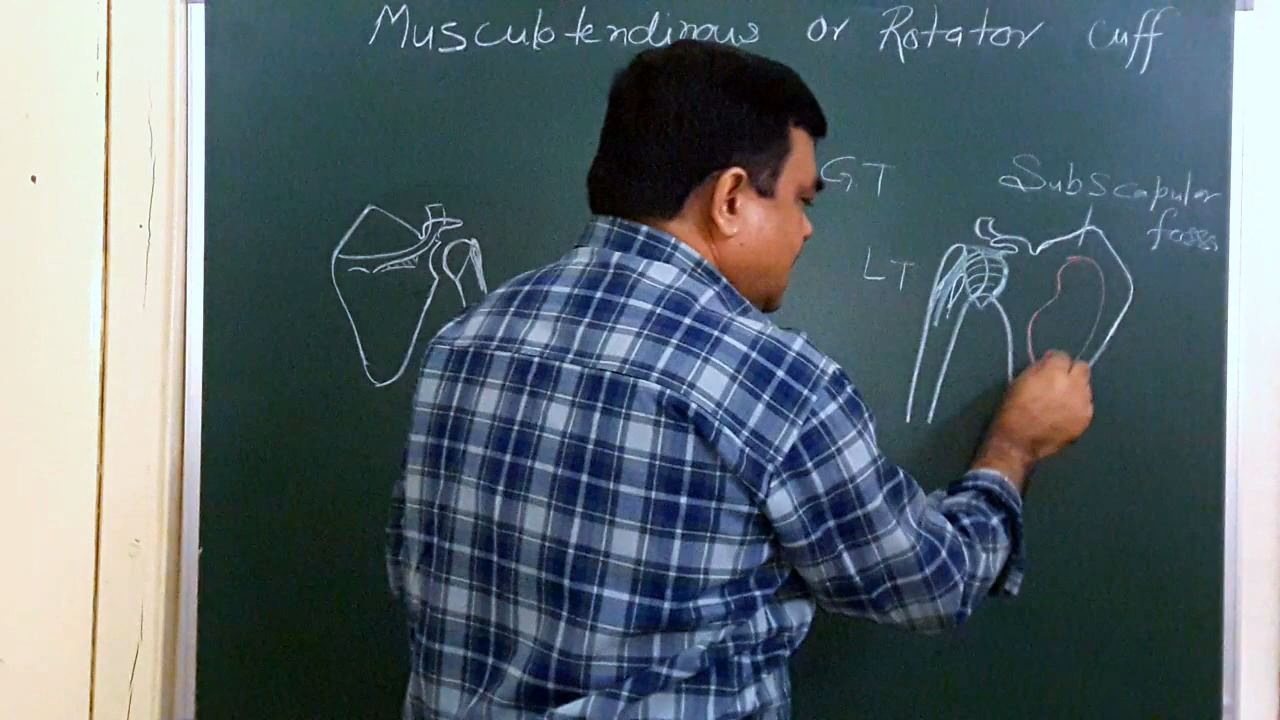 Musculotendinous or Rotator cuff
GT
Subscapular
fossa
LT